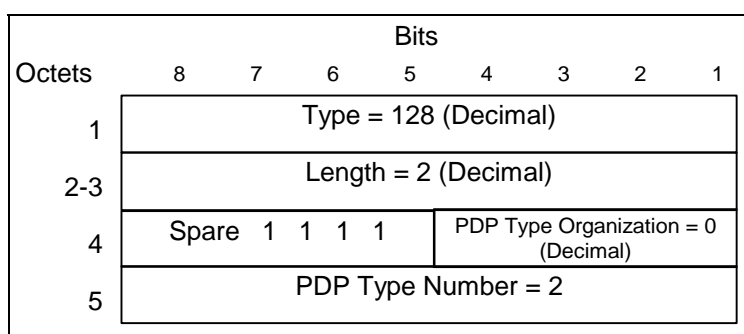 Bits
Octets 8 7 6 5 4 3 2 1
1 Type = 128 (Decimal)
2-3 Length = 2 (Decimal)
4 Spare 1 1 1 1 PDP Type Organization = 0
(Decimal)
5 PDP Type Number = 2